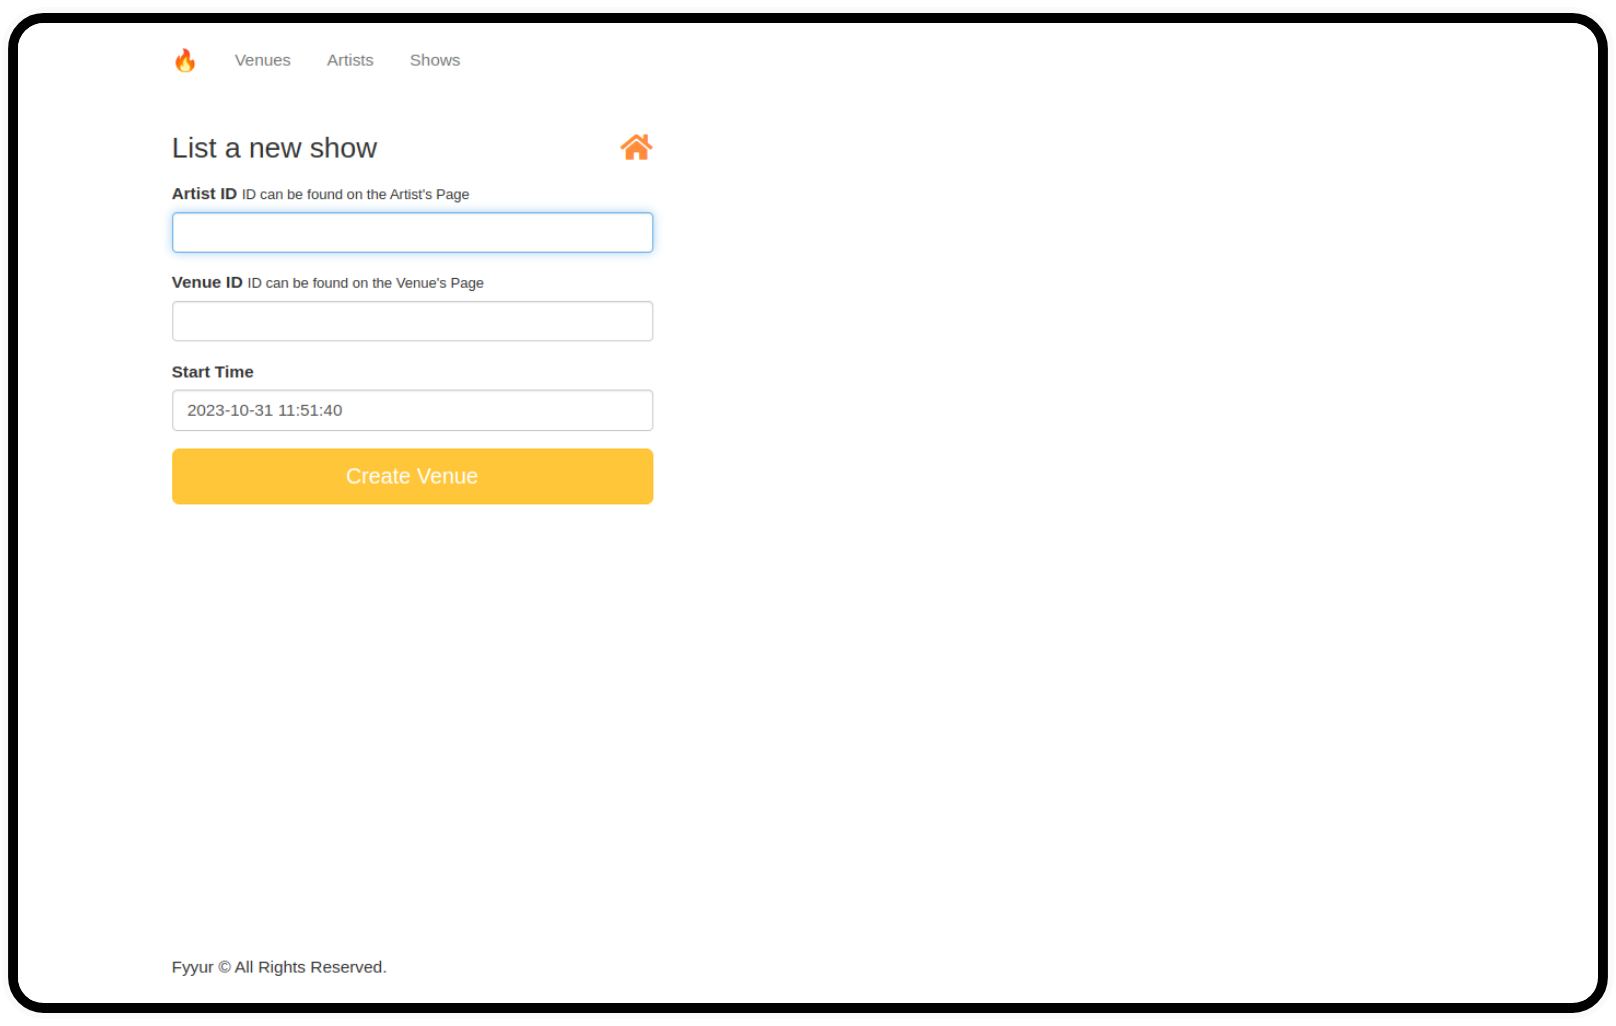 Venues Artists Shows
List a new show
Artist ID ID can be found on the Artist's Page
Venue ID ID can be found on the Venue's Page
Start Time
2023-10-31 11:51:40
Create Venue
Fyyur © All Rights Reserved.